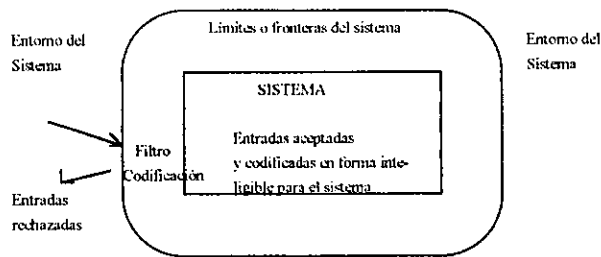 Límites o fronteras del sistema
Entorno del
Sistema
Entorno del
Sistema
SISTEMA
Entradas aceptadas
y codificadas en forma inte-
ligible para el sistema
Filtro
Codificación
Entradas
rechazadas